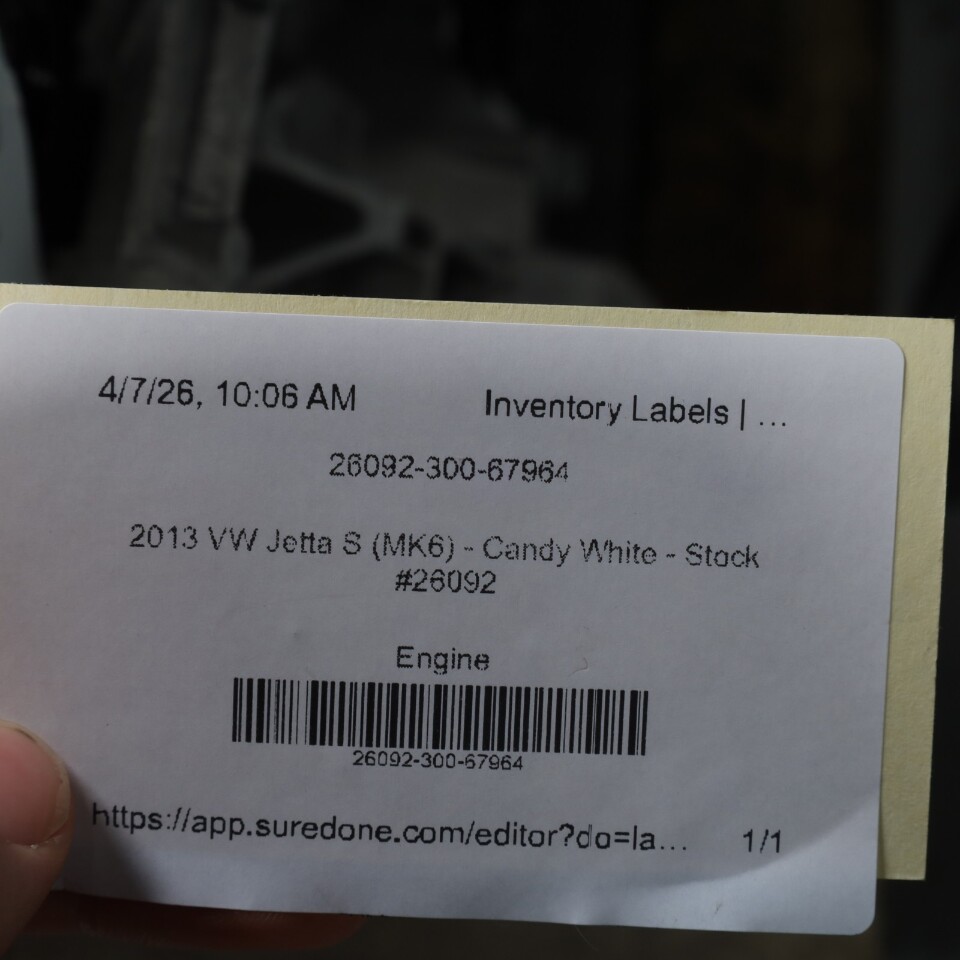 4/7/26, 10:06 AM Inventory Labels | ...
26092-300-67964
2013 VW Jetta S (MK6) - Candy White - Stock
#26092
Engine
26092-300-67964
https://app.suredone.com/editor?do=la... 1/1